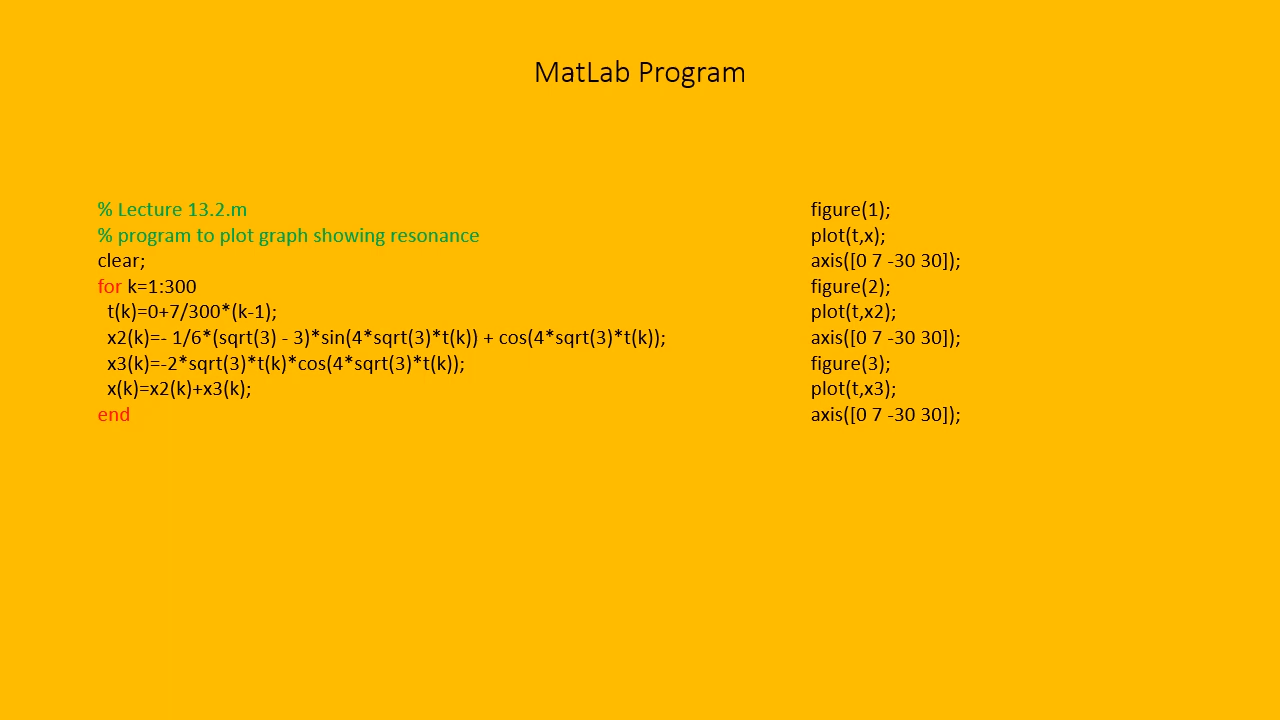 MatLab Program
% Lecture 13.2.m
% program to plot graph showing resonance
clear;
for k=1:300
t(k)=0+7/300*(k-1);
x2(k)=- 1/6*(sqrt(3) - 3)*sin(4*sqrt(3)*t(k)) + cos(4*sqrt(3)*t(k));
x3(k)=-2*sqrt(3)*t(k)*cos(4*sqrt(3)*t(k));
x(k)=x2(k)+x3(k);
end
figure(1);
plot(t,x);
axis([0 7 -30 30]);
figure(2);
plot(t,x2);
axis([0 7 -30 30]);
figure(3);
plot(t,x3);
axis([0 7 -30 30]);